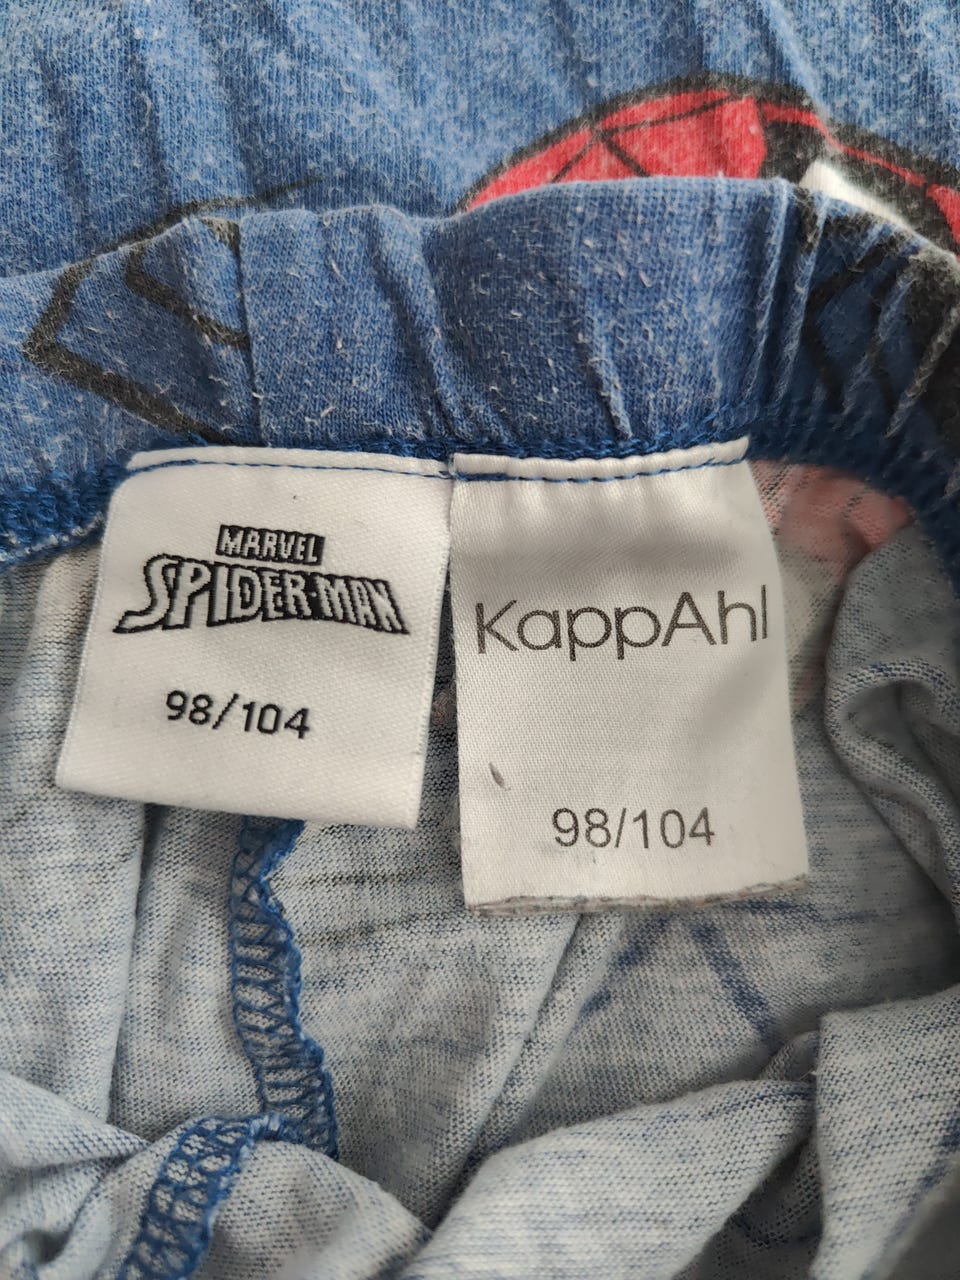 MARVEL
SPIDER-MAN
98/104
KappAhl
98/104